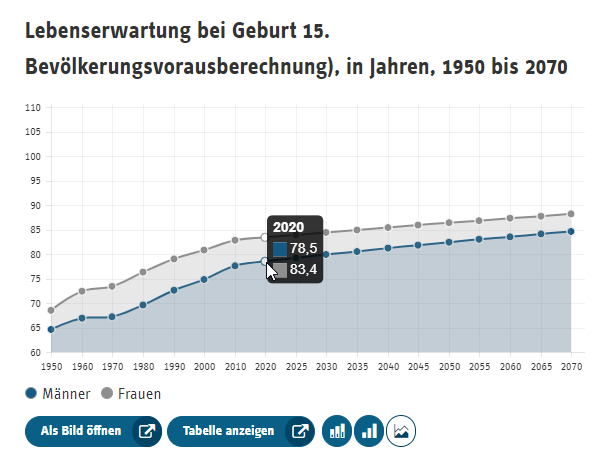 Lebenserwartung bei Geburt 15.
Bevölkerungsvorausberechnung), in Jahren, 1950 bis 2070
110
105
100
95
90
85
80
75
70
65
60
2020
78,5
83,4
1950 1960 1970 1980 1990 2000 2010 2020 2025 2030 2035 2040 2045 2050 2055 2060 2065 2070
Männer Frauen
Als Bild öffnen Tabelle anzeigen